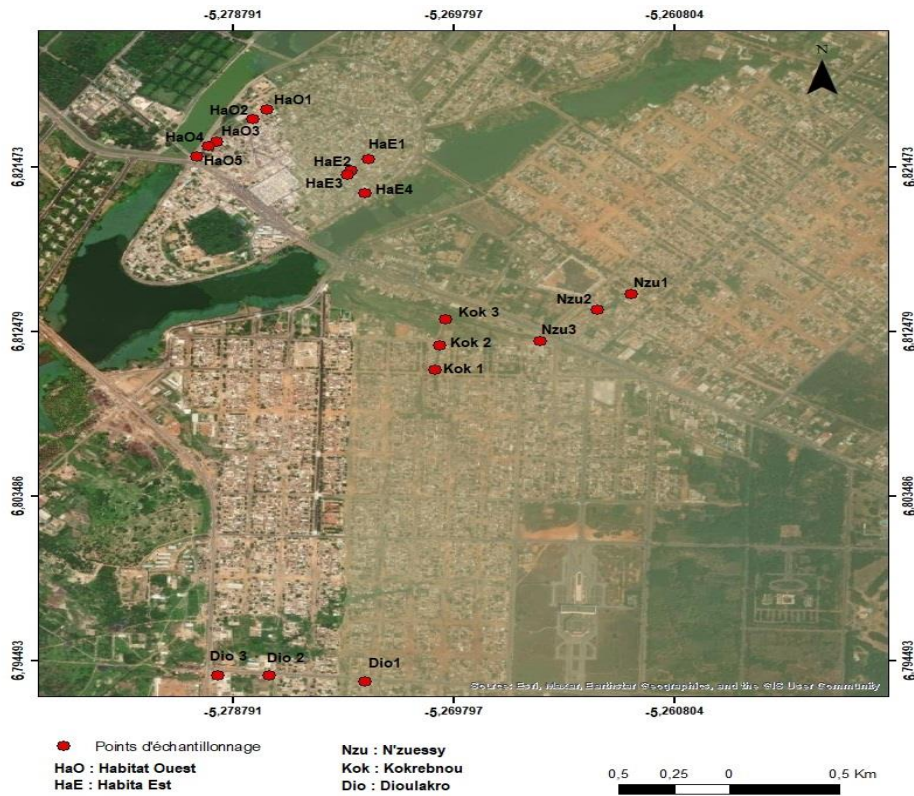 -5,278791 -5,269797 -5,260804
N
HaO1
HaO2
HaO3
HaO4
HaO5
HaE1
HaE2
HaE3
HaE4
6,821473 6,821473
Nzu1
Nzu2
Nzu3
6,812479 6,812479
Kok 3
Kok 2
Kok 1
6,803486 6,803486
6,794493 6,794493
Dio 3 Dio 2 Dio1
Source: Esri, Maxar, Earthstar Geographics, and the GIS User Community
-5,278791 -5,269797 -5,260804
Points d'échantillonnage
HaO : Habitat Ouest
HaE : Habita Est
Nzu : N'zuessy
Kok : Kokrebnou
Dio : Dioulakro
0,5 0,25 0 0,5 Km